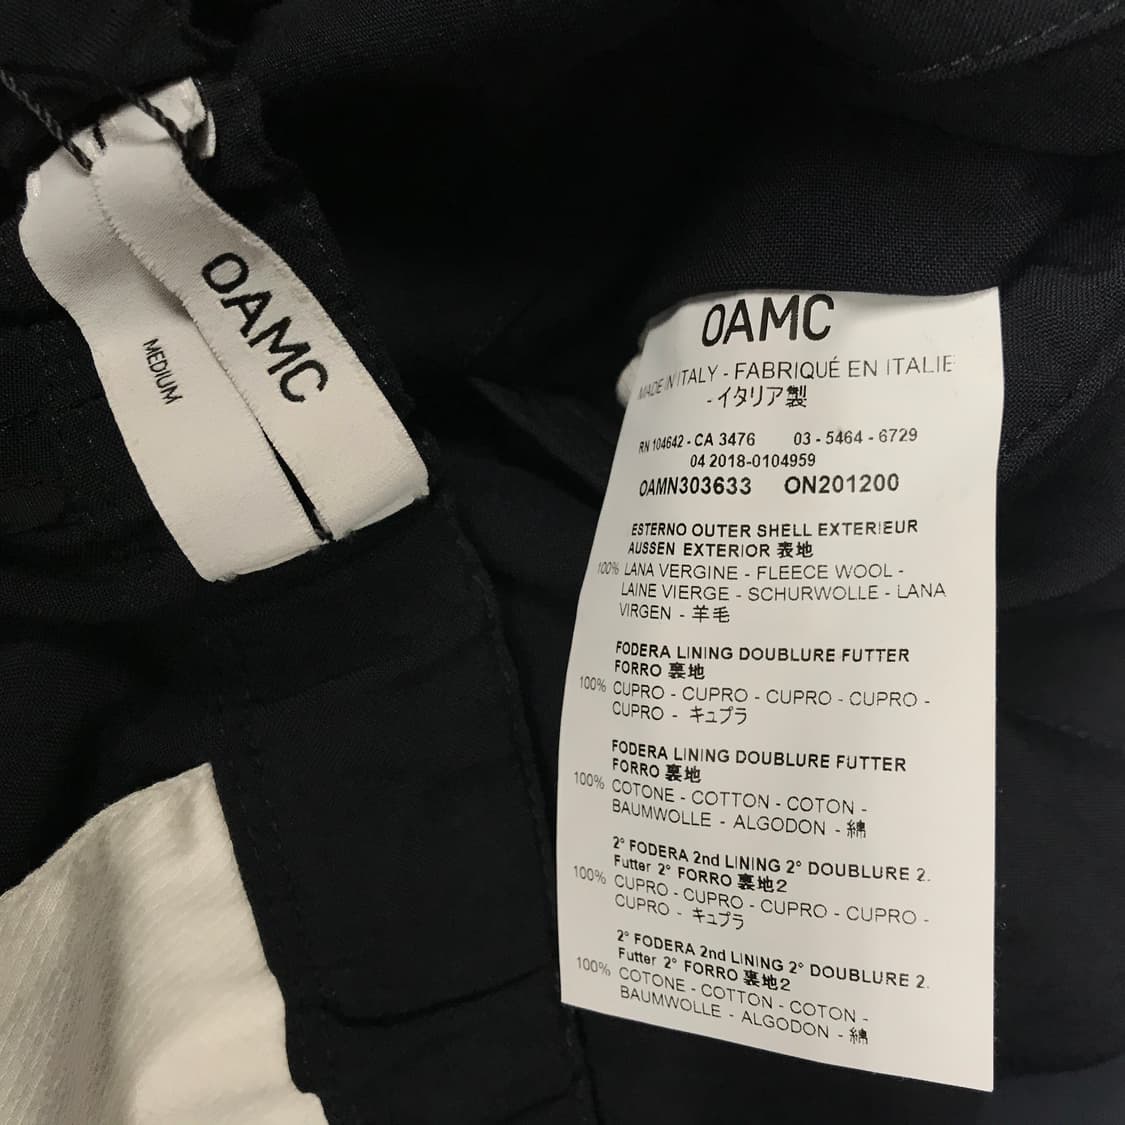 OAMC
MEDIUM
OAMC
MADE IN ITALY - FABRIQUÉ EN ITALIE
- イタリア製
RN 104642 - CA 3476 03 - 5464 - 6729
04 2018-0104959
OAMN303633 ON201200
ESTERNO OUTER SHELL EXTERIEUR
AUSSEN EXTERIOR 表地
100% LANA VERGINE - FLEECE WOOL -
LAINE VIERGE - SCHURWOLLE - LANA
VIRGEN - 羊毛
FODERA LINING DOUBLURE FUTTER
FORRO 裏地
100% CUPRO - CUPRO - CUPRO - CUPRO -
CUPRO - キュプラ
FODERA LINING DOUBLURE FUTTER
FORRO 裏地
100% COTONE - COTTON - COTON -
BAUMWOLLE - ALGODON - 綿
2° FODERA 2nd LINING 2° DOUBLURE 2.
Futter 2° FORRO 裏地2
100% CUPRO - CUPRO - CUPRO - CUPRO -
CUPRO - キュプラ
2° FODERA 2nd LINING 2° DOUBLURE 2.
Futter 2° FORRO 裏地2
100% COTONE - COTTON - COTON -
BAUMWOLLE - ALGODON - 綿